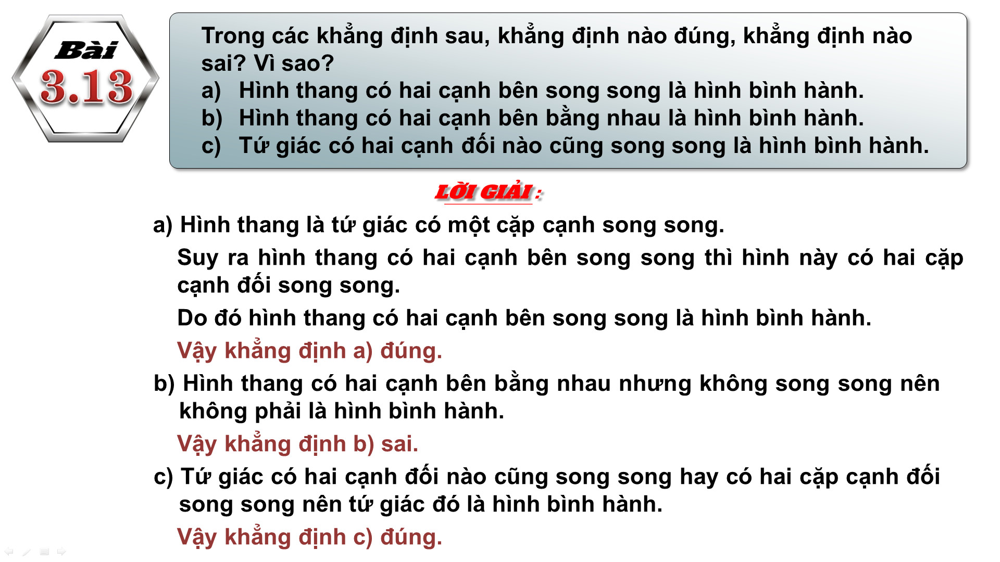 Bài
3.13
Trong các khẳng định sau, khẳng định nào đúng, khẳng định nào
sai? Vì sao?
a) Hình thang có hai cạnh bên song song là hình bình hành.
b) Hình thang có hai cạnh bên bằng nhau là hình bình hành.
c) Tứ giác có hai cạnh đối nào cũng song song là hình bình hành.
LỜI GIẢI :
a) Hình thang là tứ giác có một cặp cạnh song song.
Suy ra hình thang có hai cạnh bên song song thì hình này có hai cặp
cạnh đối song song.
Do đó hình thang có hai cạnh bên song song là hình bình hành.
Vậy khẳng định a) đúng.
b) Hình thang có hai cạnh bên bằng nhau nhưng không song song nên
không phải là hình bình hành.
Vậy khẳng định b) sai.
c) Tứ giác có hai cạnh đối nào cũng song song hay có hai cặp cạnh đối
song song nên tứ giác đó là hình bình hành.
Vậy khẳng định c) đúng.